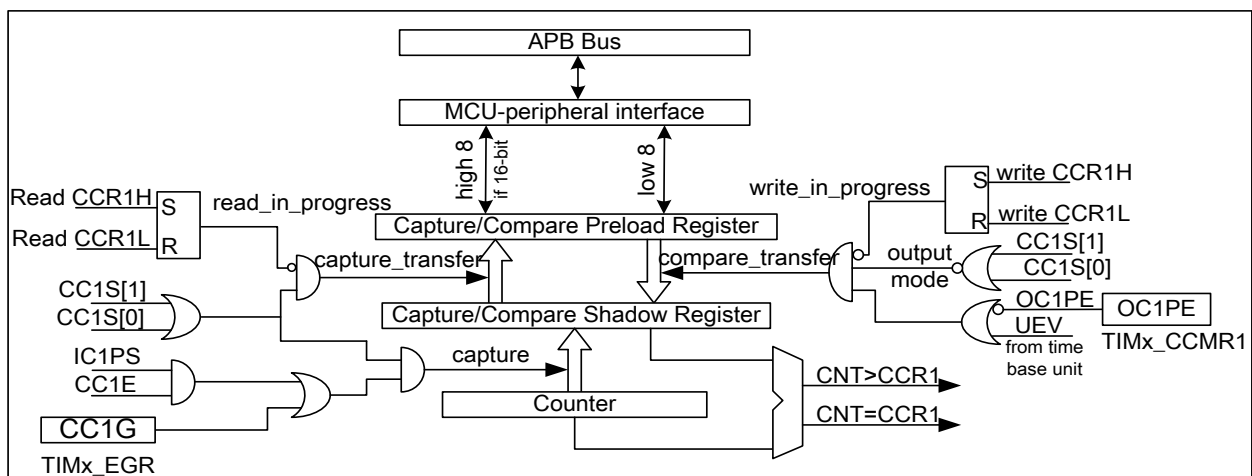 APB Bus
MCU-peripheral interface
high 8
if 16-bit
low 8
Read CCR1H
S
read_in_progress
Read CCR1L
R
write_in_progress
S
write CCR1H
R
write CCR1L
Capture/Compare Preload Register
capture_transfer
compare_transfer
output
mode
CC1S[1]
CC1S[0]
CC1S[1]
CC1S[0]
Capture/Compare Shadow Register
OC1PE
OC1PE
UEV
from time
base unit
TIMx_CCMR1
IC1PS
CC1E
capture
Counter
CNT>CCR1
CNT=CCR1
CC1G
TIMx_EGR